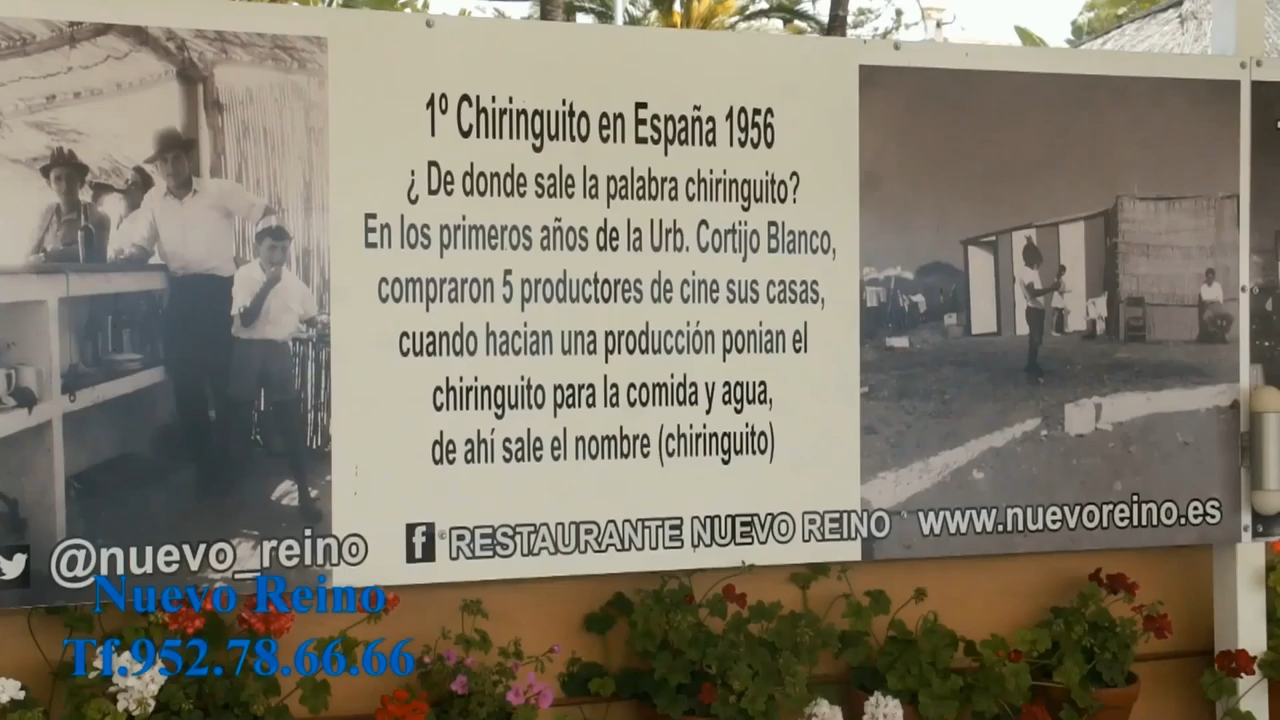 1º Chiringuito en España 1956
¿ De donde sale la palabra chiringuito?
En los primeros años de la Urb. Cortijo Blanco,
compraron 5 productores de cine sus casas,
cuando hacian una producción ponian el
chiringuito para la comida y agua,
de ahí sale el nombre (chiringuito)
@nuevo_reino
f RESTAURANTE NUEVO REINO
www.nuevoreino.es
Nuevo Reino
Tf.952.78.66.66